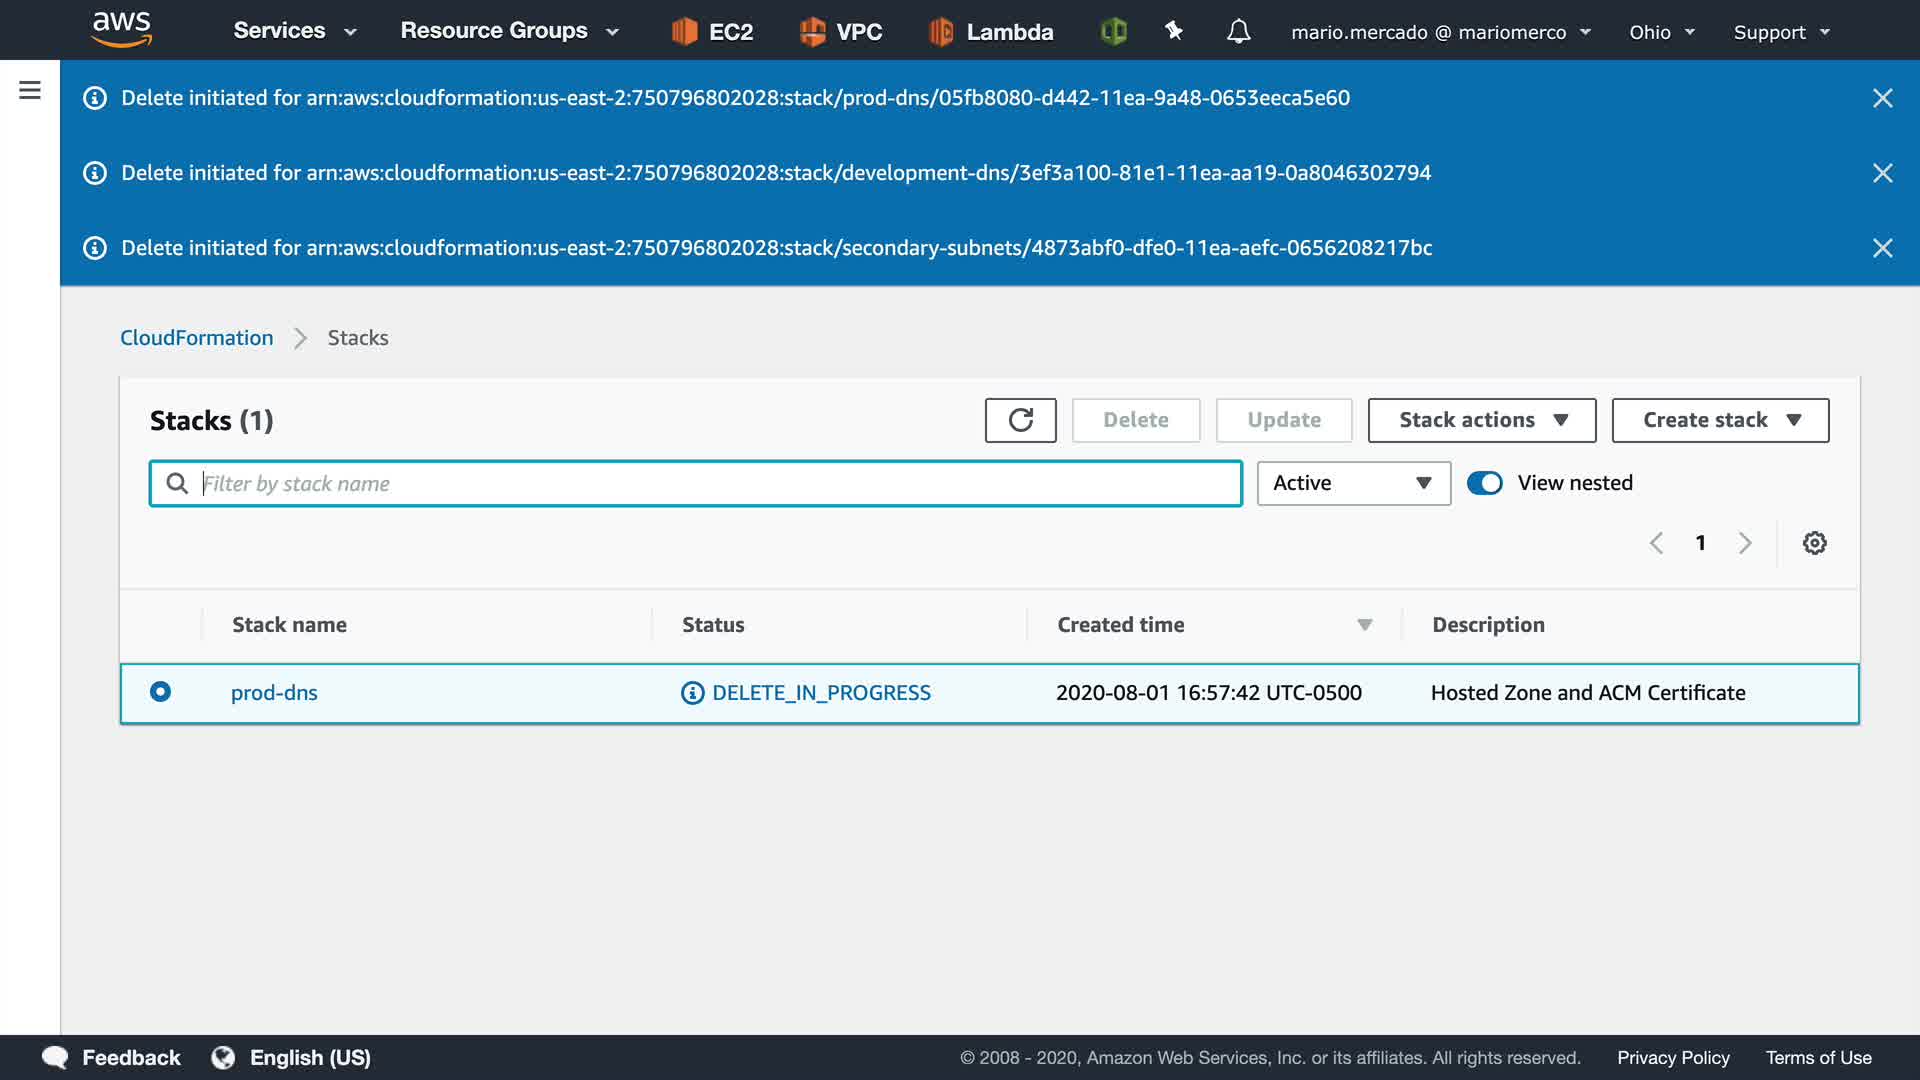 aws Services Resource Groups EC2 VPC Lambda mario.mercado @ mariomerco Ohio Support
Delete initiated for arn:aws:cloudformation:us-east-2:750796802028:stack/prod-dns/05fb8080-d442-11ea-9a48-0653eeca5e60
Delete initiated for arn:aws:cloudformation:us-east-2:750796802028:stack/development-dns/3ef3a100-81e1-11ea-aa19-0a8046302794
Delete initiated for arn:aws:cloudformation:us-east-2:750796802028:stack/secondary-subnets/4873abf0-dfe0-11ea-aefc-0656208217bc
CloudFormation Stacks
Stacks (1) Delete Update Stack actions Create stack
Filter by stack name Active View nested
1
Stack name Status Created time Description
prod-dns DELETE_IN_PROGRESS 2020-08-01 16:57:42 UTC-0500 Hosted Zone and ACM Certificate
Feedback English (US) © 2008 - 2020, Amazon Web Services, Inc. or its affiliates. All rights reserved. Privacy Policy Terms of Use